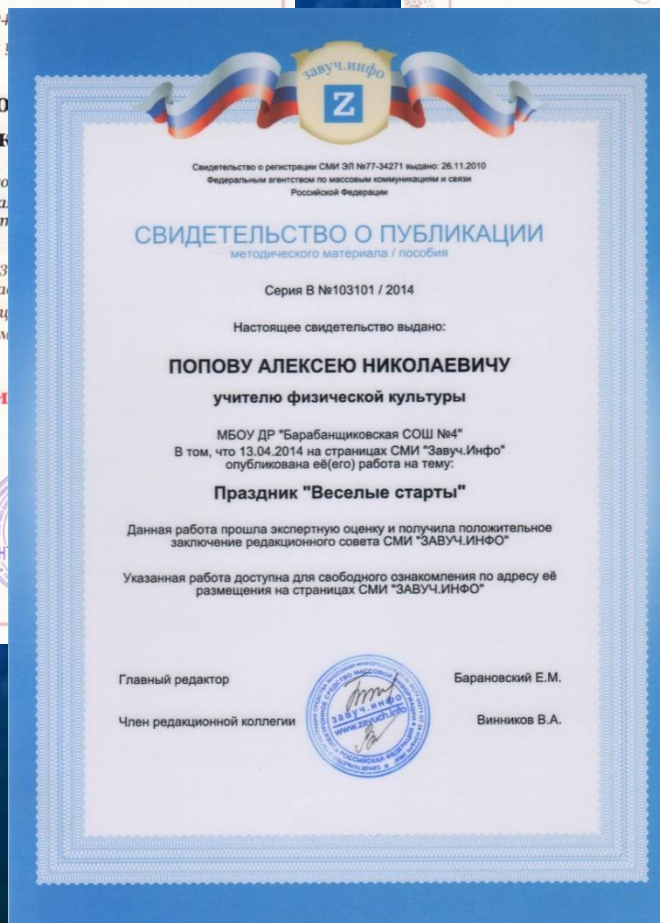 завуч.инфо
Z
Свидетельство о регистрации СМИ ЭЛ №77-34271 выдано: 26.11.2010
Федеральным агентством по массовым коммуникациям и связи
Российской Федерации
СВИДЕТЕЛЬСТВО О ПУБЛИКАЦИИ
методического материала / пособия
Серия В №103101 / 2014
Настоящее свидетельство выдано:
ПОПОВУ АЛЕКСЕЮ НИКОЛАЕВИЧУ
учителю физической культуры
МБОУ ДР "Барабанщиковская СОШ №4"
В том, что 13.04.2014 на страницах СМИ "Завуч.Инфо"
опубликована её(его) работа на тему:
Праздник "Веселые старты"
Данная работа прошла экспертную оценку и получила положительное
заключение редакционного совета СМИ "ЗАВУЧ.ИНФО"
Указанная работа доступна для свободного ознакомления по адресу её
размещения на страницах СМИ "ЗАВУЧ.ИНФО"
Главный редактор
Барановский Е.М.
завуч.инфо
www.zavuch.info
Член редакционной коллегии
Винников В.А.